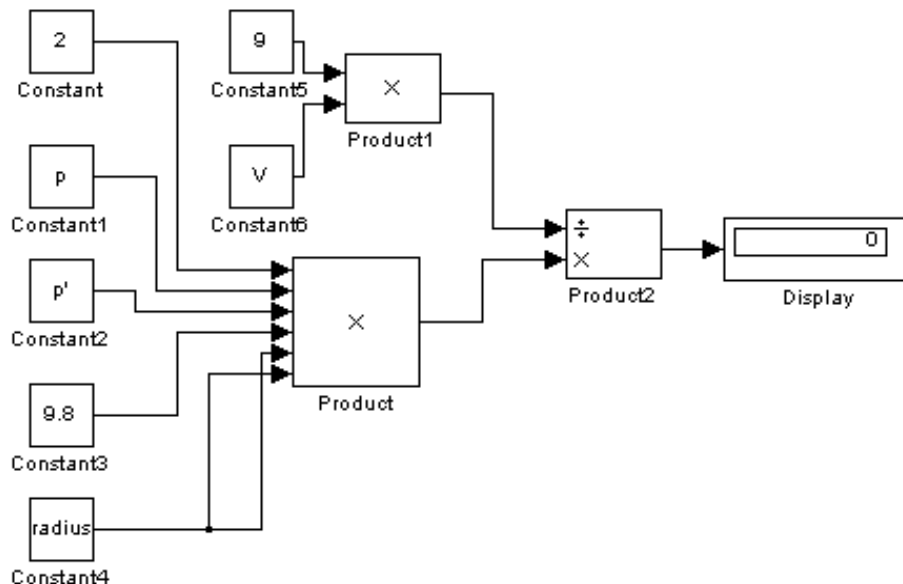 2
Constant
9
Constant5
×
Product1
p
Constant1
V
Constant6
p'
Constant2
×
Product
÷
×
Product2
0
Display
9.8
Constant3
radius
Constant4